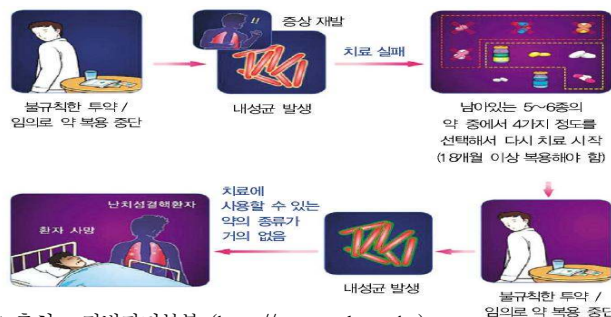 증상 재발
치료 실패
불규칙한 투약 /
임의로 약 복용 중단
내성균 발생
남아있는 5~6종의
약 중에서 4가지 정도를
선택해서 다시 치료 시작
(18개월 이상 복용해야 함)
불규칙한 투약 /
임의로 약 복용 중단
내성균 발생
치료에
사용할 수 있는
약의 종류가
거의 없음
난치성결핵환자
환자 사망